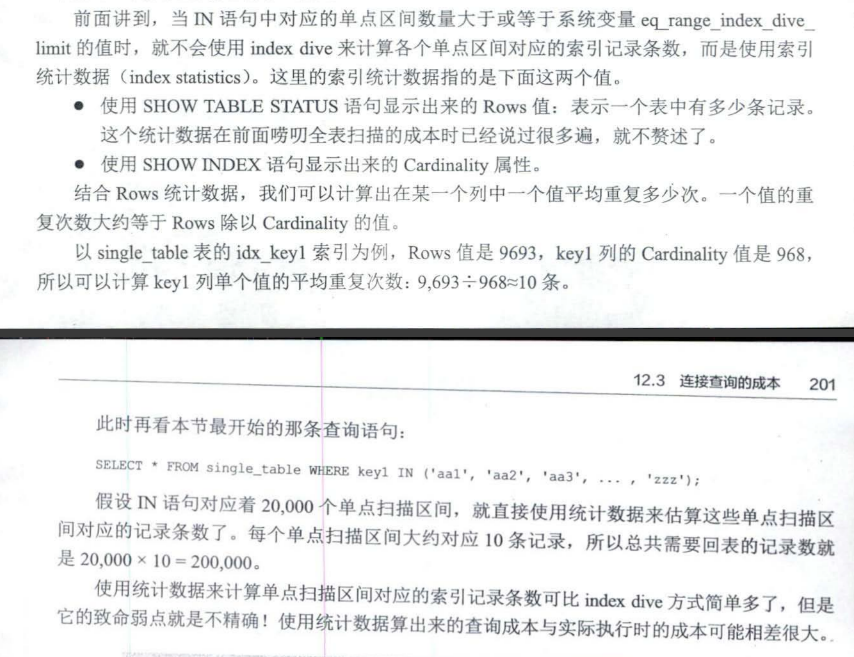 前面讲到，当 IN 语句中对应的单点区间数量大于或等于系统变量 eq_range_index_dive_
limit 的值时，就不会使用 index dive 来计算各个单点区间对应的索引记录条数，而是使用索引
统计数据（index statistics）。这里的索引统计数据指的是下面这两个值。
● 使用 SHOW TABLE STATUS 语句显示出来的 Rows 值：表示一个表中有多少条记录。
这个统计数据在前面唠叨全表扫描的成本时已经说过很多遍，就不赘述了。
● 使用 SHOW INDEX 语句显示出来的 Cardinality 属性。
结合 Rows 统计数据，我们可以计算出在某一个列中一个值平均重复多少次。一个值的重
复次数大约等于 Rows 除以 Cardinality 的值。
以 single_table 表的 idx_key1 索引为例，Rows 值是 9693，key1 列的 Cardinality 值是 968，
所以可以计算 key1 列单个值的平均重复次数：9,693÷968≈10 条。
12.3 连接查询的成本 201
此时再看本节最开始的那条查询语句：
SELECT * FROM single_table WHERE key1 IN ('aa1', 'aa2', 'aa3', ... , 'zzz');
假设 IN 语句对应着 20,000 个单点扫描区间，就直接使用统计数据来估算这些单点扫描区
间对应的记录条数了。每个单点扫描区间大约对应 10 条记录，所以总共需要回表的记录数就
是 20,000 × 10 = 200,000。
使用统计数据来计算单点扫描区间对应的索引记录条数可比 index dive 方式简单多了，但是
它的致命弱点就是不精确！使用统计数据算出来的查询成本与实际执行时的成本可能相差很大。